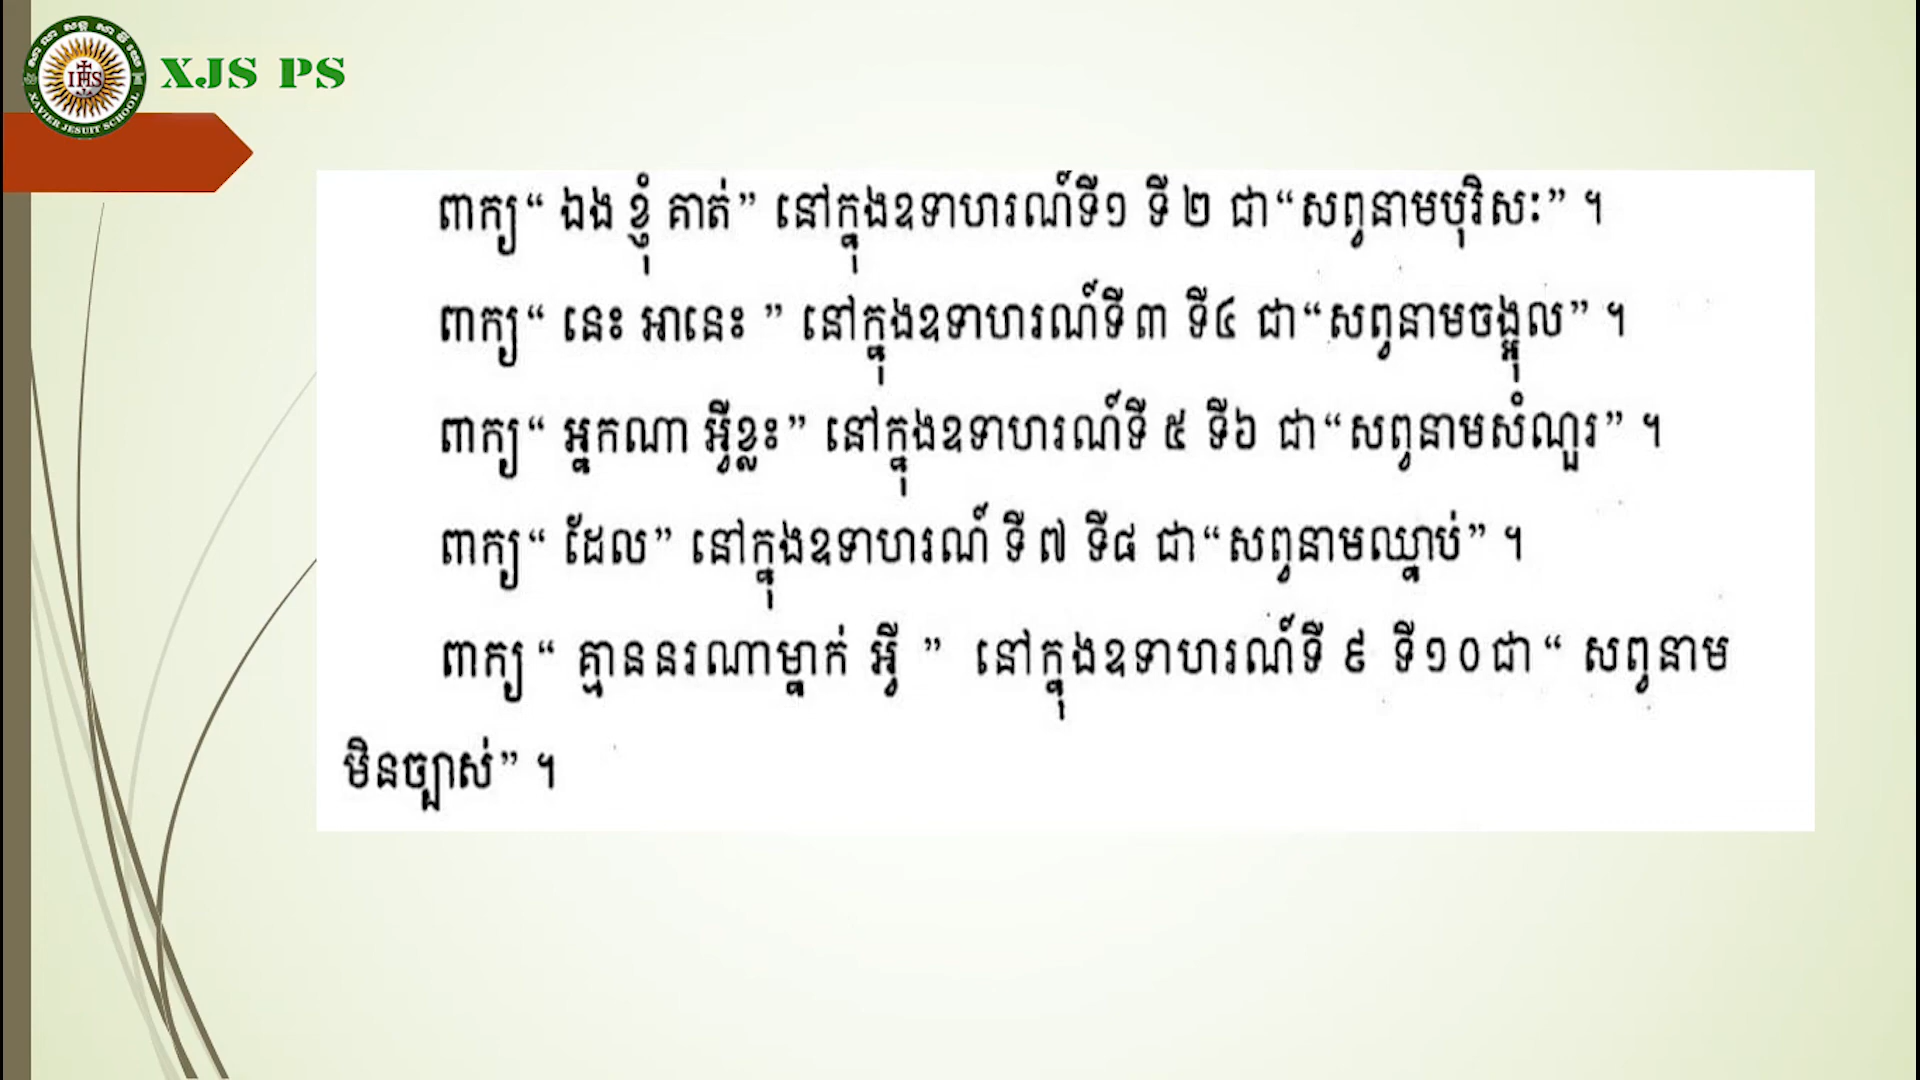 XJS PS
IHS
XAVIER JESUIT SCHOOL
ពាក្យ“ ឯង ខ្ញុំ គាត់” នៅក្នុងឧទាហរណ៍ទី១ ទី ២ ជា“សព្វនាមបុរិសៈ” ។
ពាក្យ“ នេះ អានេះ ” នៅក្នុងឧទាហរណ៍ទី ៣ ទី៤ ជា“សព្វនាមចង្អុល” ។
ពាក្យ“ អ្នកណា អ្វីខ្លះ” នៅក្នុងឧទាហរណ៍ទី ៥ ទី៦ ជា“សព្វនាមសំណួរ” ។
ពាក្យ“ ដែល” នៅក្នុងឧទាហរណ៍ ទី ៧ ទី៨ ជា“សព្វនាមឈ្នាប់” ។
ពាក្យ“ គ្មាននរណាម្នាក់ អ្វី ” នៅក្នុងឧទាហរណ៍ទី ៩ ទី១០ជា“ សព្វនាម
មិនច្បាស់” ។